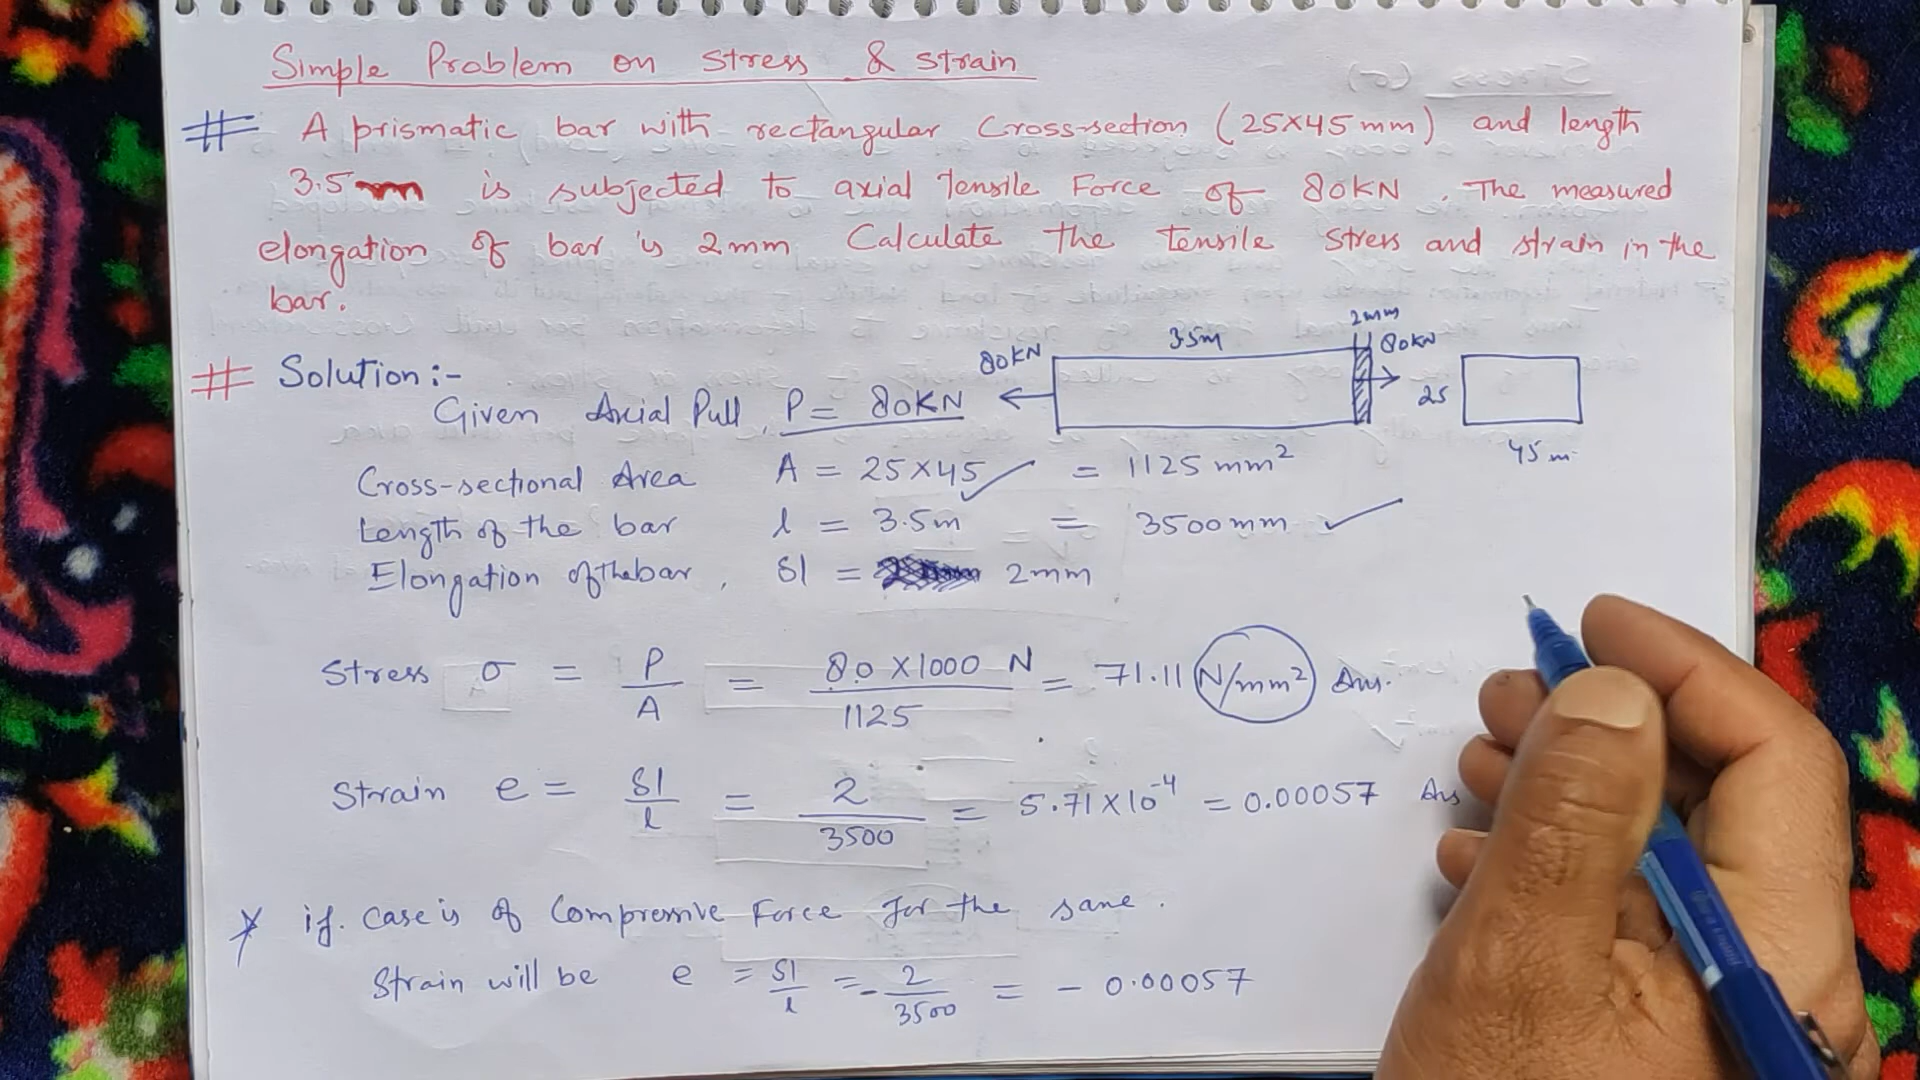 Simple Problem on Stress & strain
# A prismatic bar with rectangular Cross-section (25X45 mm) and length
3.5m is subjected to axial Tensile Force of 80KN. The measured
elongation of bar is 2mm Calculate the tensile stress and strain in the
bar.
# Solution :-
Given Axial Pull, P = 80KN
80KN 3.5m 2mm 80KN 25 45 m
Cross-sectional Area A = 25X45 = 1125 mm²
Length of the bar l = 3.5m = 3500mm
Elongation of the bar, δl = 2mm
Stress σ = P/A = 80 X1000 N/1125 = 71.11 N/mm² Ans.
Strain e = δl/l = 2/3500 = 5.71X10⁻⁴ = 0.00057 Ans
* if. Case is of Compressive Force for the same.
Strain will be e = δl/l = - 2/3500 = - 0.00057